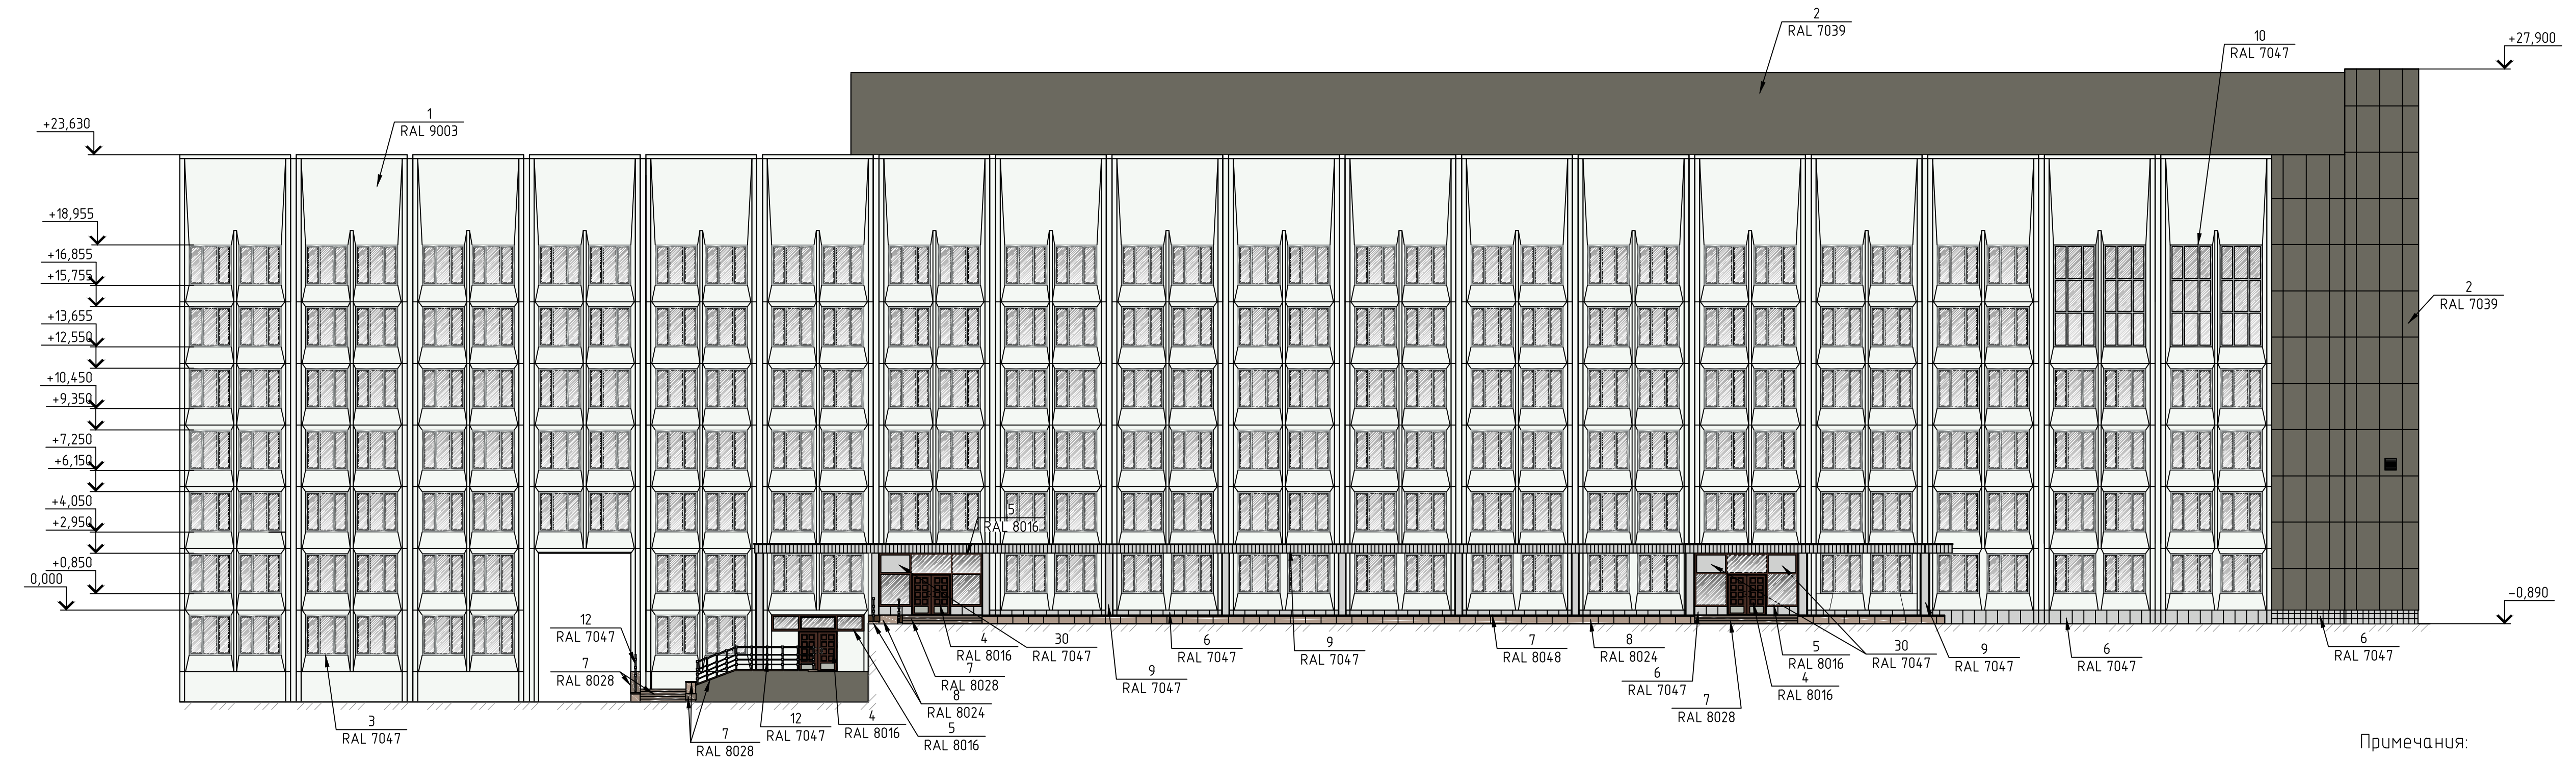 2
RAL 7039
10
RAL 7047
+27,900
1
RAL 9003
+23,630
+18,955
+16,855
+15,755
+13,655
+12,550
+10,450
+9,350
+7,250
+6,150
+4,050
+2,950
+0,850
0,000
2
RAL 7039
5
RAL 8016
-0,890
12
RAL 7047
7
RAL 8028
3
RAL 7047
7
RAL 8028
12
RAL 7047
4
RAL 8016
5
RAL 8016
8
RAL 8024
7
RAL 8028
4
RAL 8016
30
RAL 7047
9
RAL 7047
6
RAL 7047
9
RAL 7047
7
RAL 8048
8
RAL 8024
6
RAL 7047
7
RAL 8028
4
RAL 8016
5
RAL 8016
30
RAL 7047
9
RAL 7047
6
RAL 7047
6
RAL 7047
Примечания: